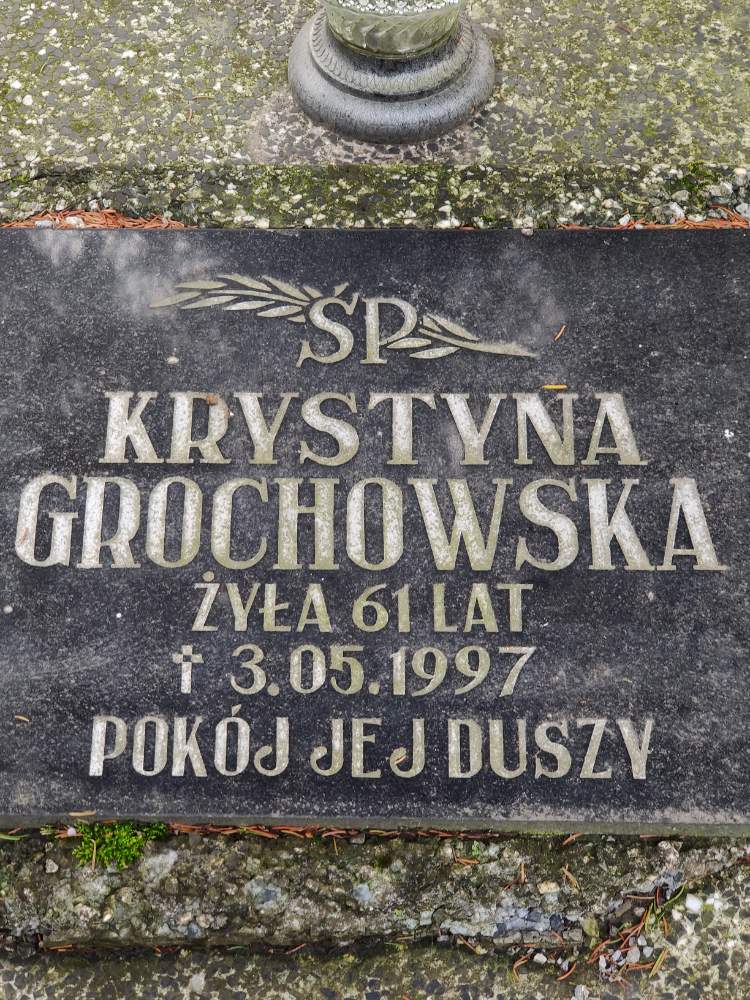 ŚP
KRYSTYNA
GROCHOWSKA
ŻYŁA 61 LAT
✝ 3.05.1997
POKÓJ JEJ DUSZY